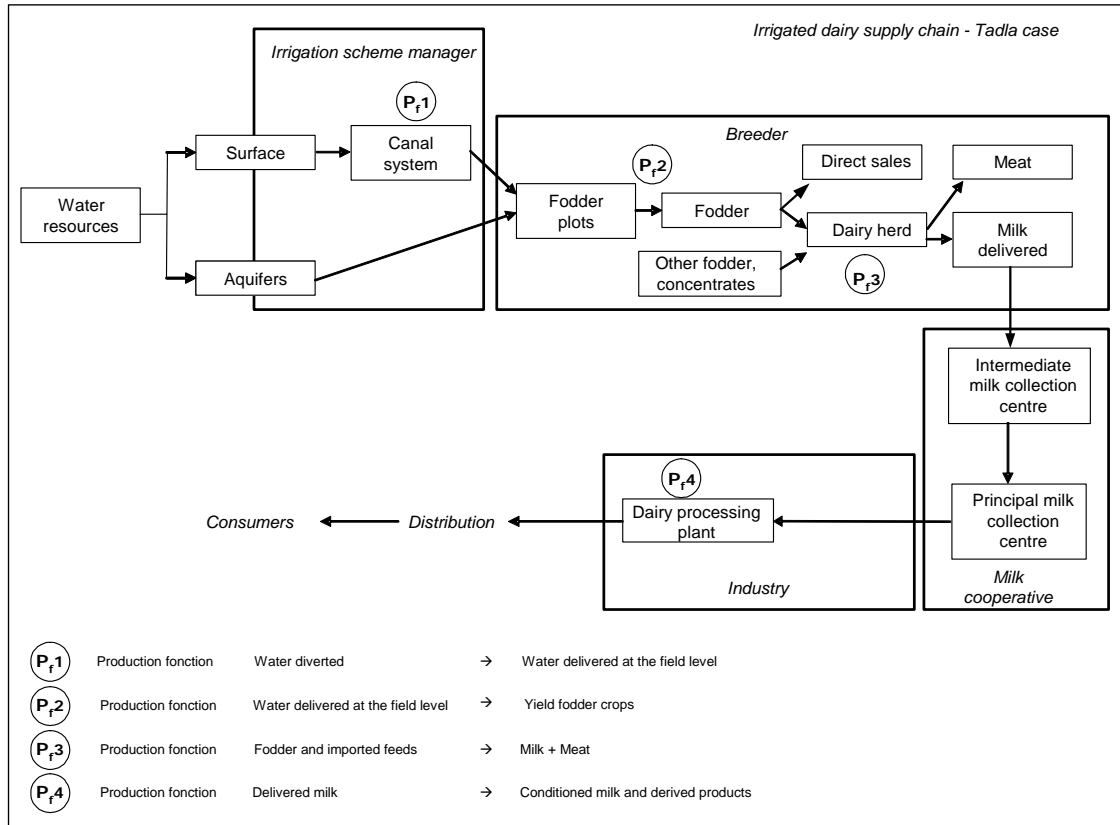 Irrigated dairy supply chain - Tadla case
Irrigation scheme manager
Pf1
Surface
Canal
system
Water
resources
Aquifers
Breeder
Pf2
Direct sales
Meat
Fodder
plots
Fodder
Dairy herd
Milk
delivered
Other fodder,
concentrates
Pf3
Intermediate
milk collection
centre
Principal milk
collection
centre
Milk
cooperative
Pf4
Dairy processing
plant
Industry
Distribution
Consumers
Pf1 Production fonction Water diverted → Water delivered at the field level
Pf2 Production fonction Water delivered at the field level → Yield fodder crops
Pf3 Production fonction Fodder and imported feeds → Milk + Meat
Pf4 Production fonction Delivered milk → Conditioned milk and derived products